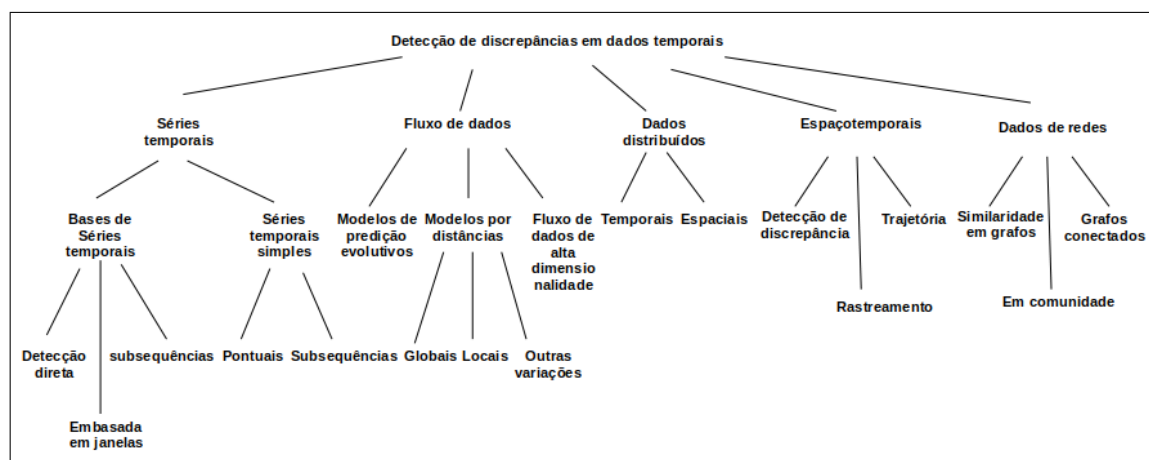 Detecção de discrepâncias em dados temporais
Séries
temporais
Fluxo de dados
Dados
distribuídos
Espaçotemporais
Dados de redes
Bases de
Séries
temporais
Séries
temporais
simples
Modelos de
predição
evolutivos
Modelos por
distâncias
Fluxo de
dados de
alta
dimensio
nalidade
Temporais
Espaciais
Detecção de
discrepância
Trajetória
Similaridade
em grafos
Grafos
conectados
Rastreamento
Em comunidade
Detecção
direta
subsequências
Pontuais
Subsequências
Globais
Locais
Outras
variações
Embasada
em janelas